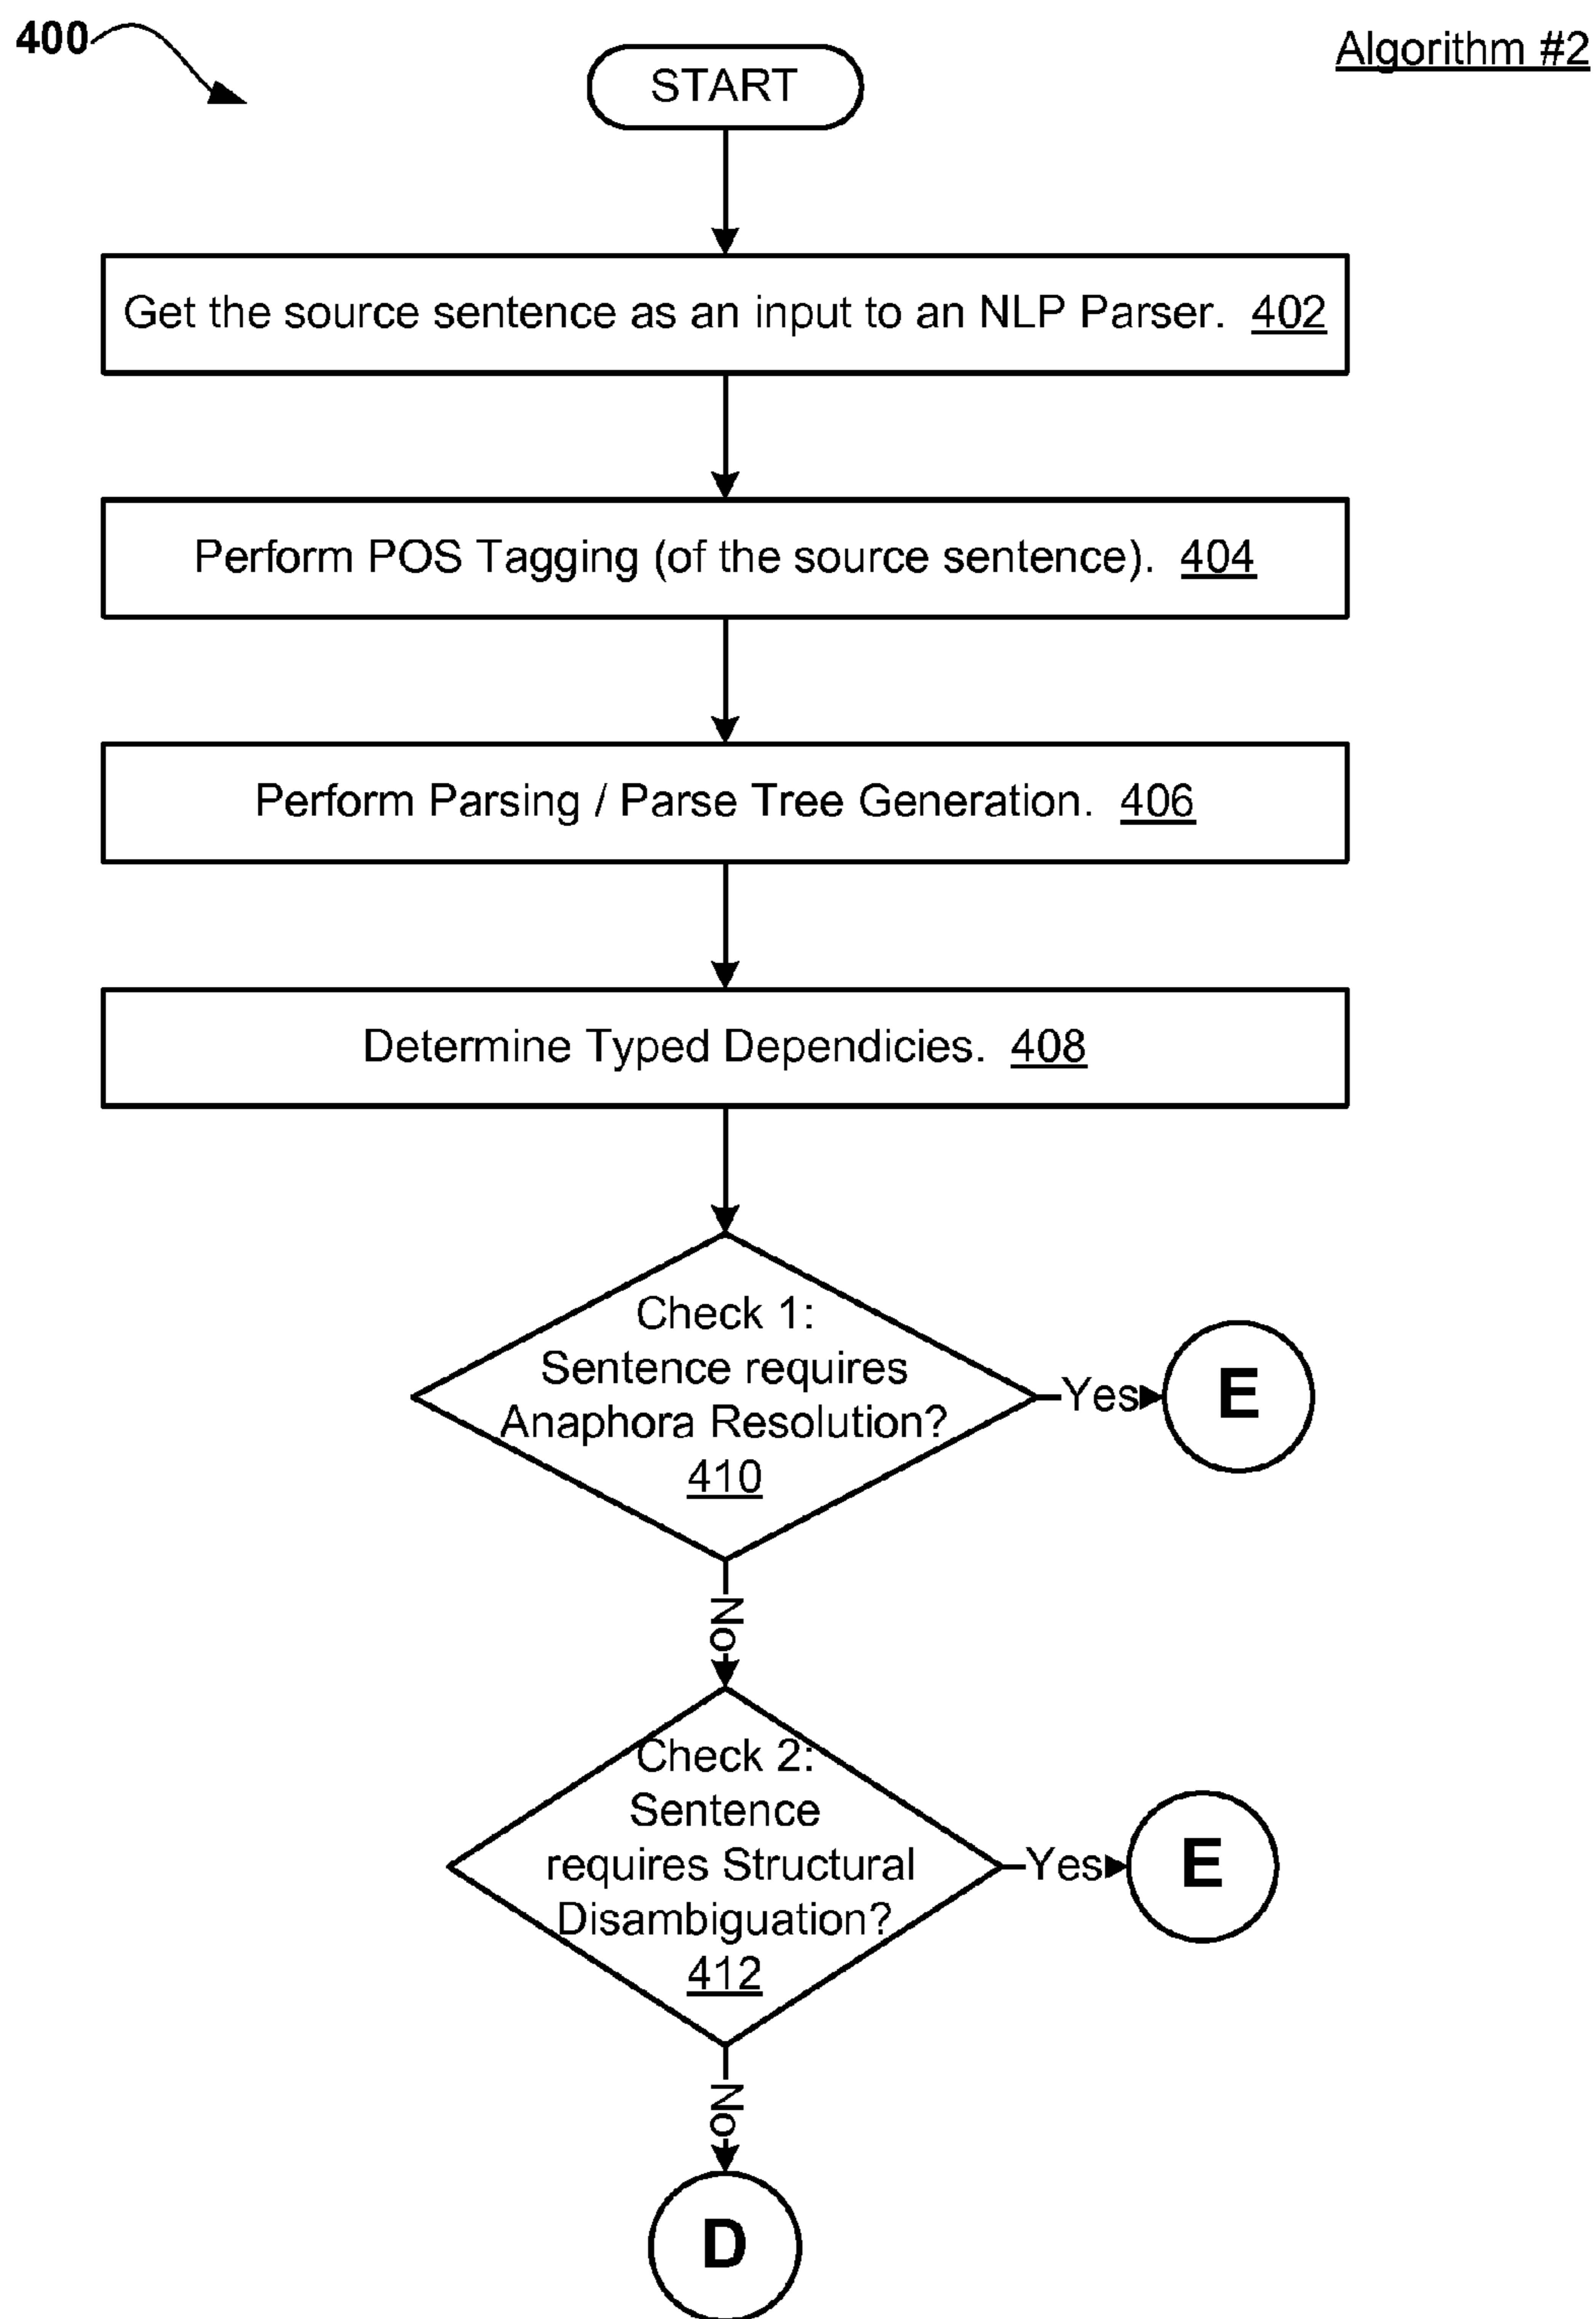 400
Algorithm #2
START
Get the source sentence as an input to an NLP Parser. 402
Perform POS Tagging (of the source sentence). 404
Perform Parsing / Parse Tree Generation. 406
Determine Typed Dependicies. 408
Check 1:
Sentence requires
Anaphora Resolution?
410
Yes
E
No
Check 2:
Sentence
requires Structural
Disambiguation?
412
Yes
E
No
D